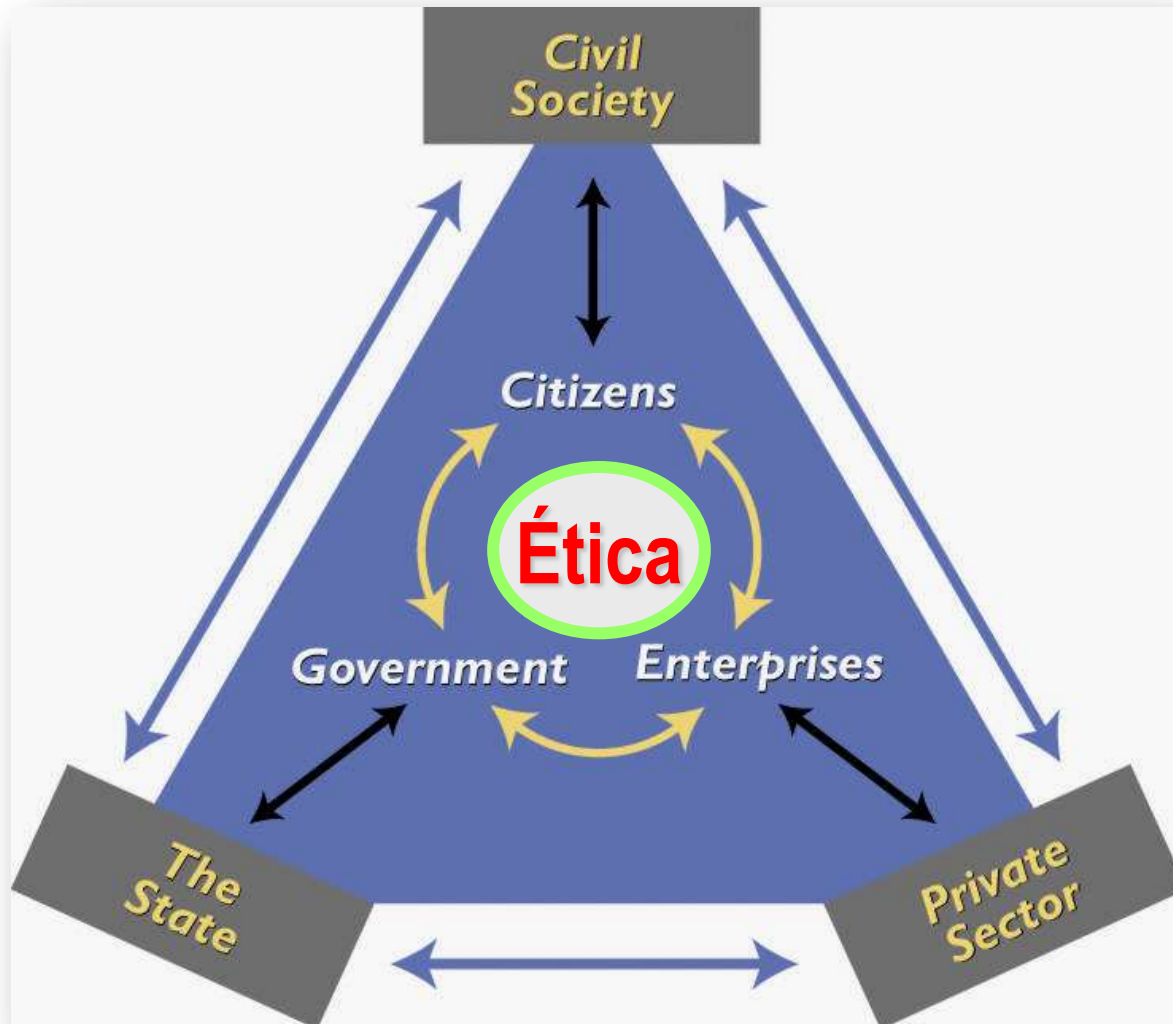 Civil
Society
Citizens
Ética
Government
Enterprises
The
State
Private
Sector